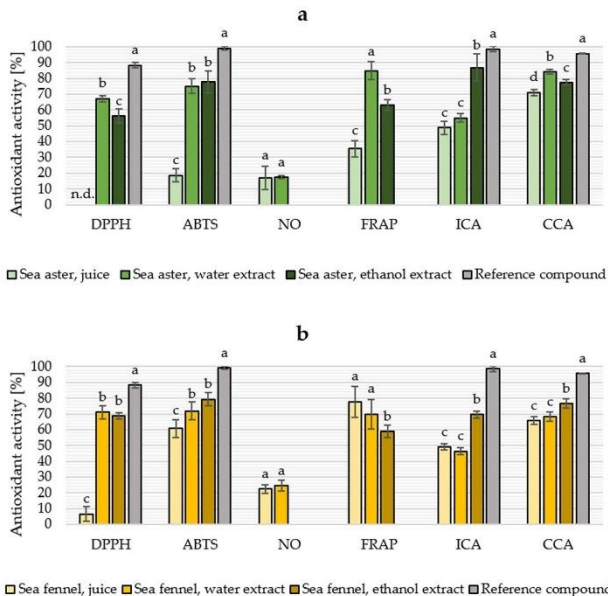 a
Antioxidant activity [%]
100
90
80
70
60
50
40
30
20
10
0
n.d. b c a
c b b a
a a
c a b
c c b a
d b c a
DPPH ABTS NO FRAP ICA CCA
Sea aster, juice Sea aster, water extract Sea aster, ethanol extract Reference compound
b
Antioxidant activity [%]
100
90
80
70
60
50
40
30
20
10
0
c b b a
c b b a
a a
a a b
c c b a
c c b a
DPPH ABTS NO FRAP ICA CCA
Sea fennel, juice Sea fennel, water extract Sea fennel, ethanol extract Reference compound